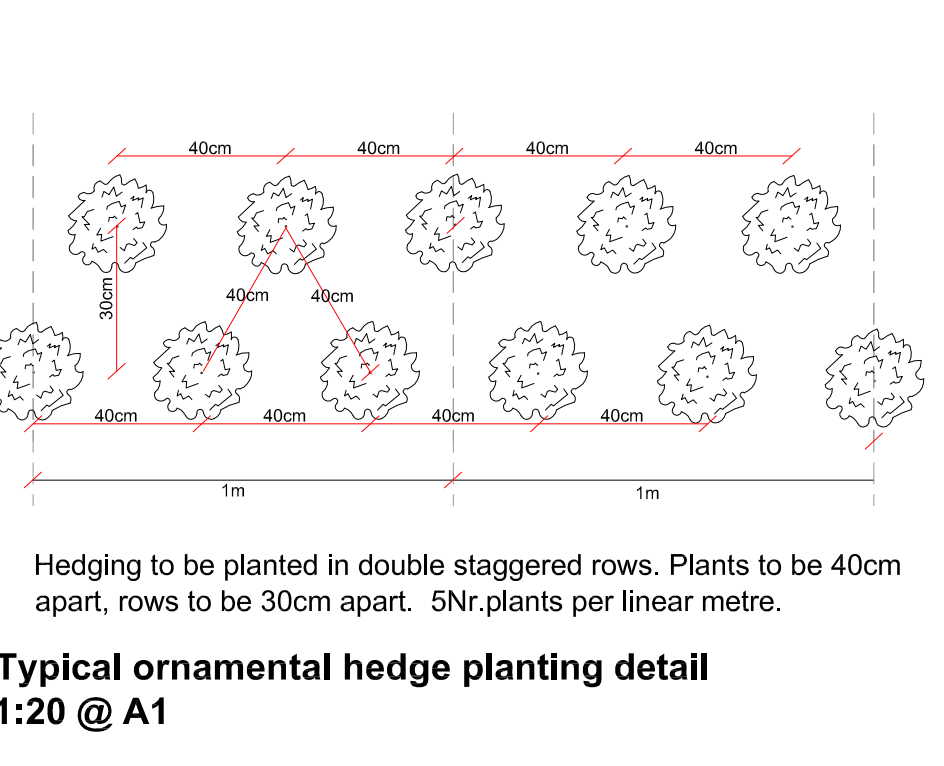 40cm 40cm 40cm 40cm
30cm
40cm 40cm
40cm 40cm 40cm 40cm
1m 1m
Hedging to be planted in double staggered rows. Plants to be 40cm
apart, rows to be 30cm apart.  5Nr.plants per linear metre.
Typical ornamental hedge planting detail
1:20 @ A1